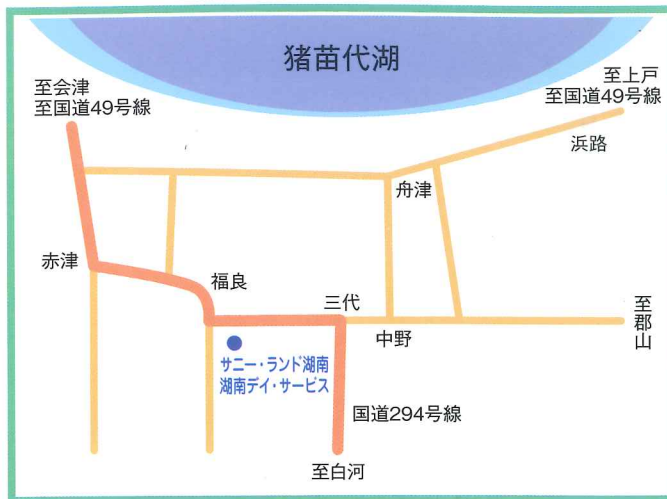 猪苗代湖
至会津
至国道49号線
至上戸
至国道49号線
浜路
舟津
赤津
福良
三代
中野
至郡山
サニー・ランド湖南
湖南デイ・サービス
国道294号線
至白河